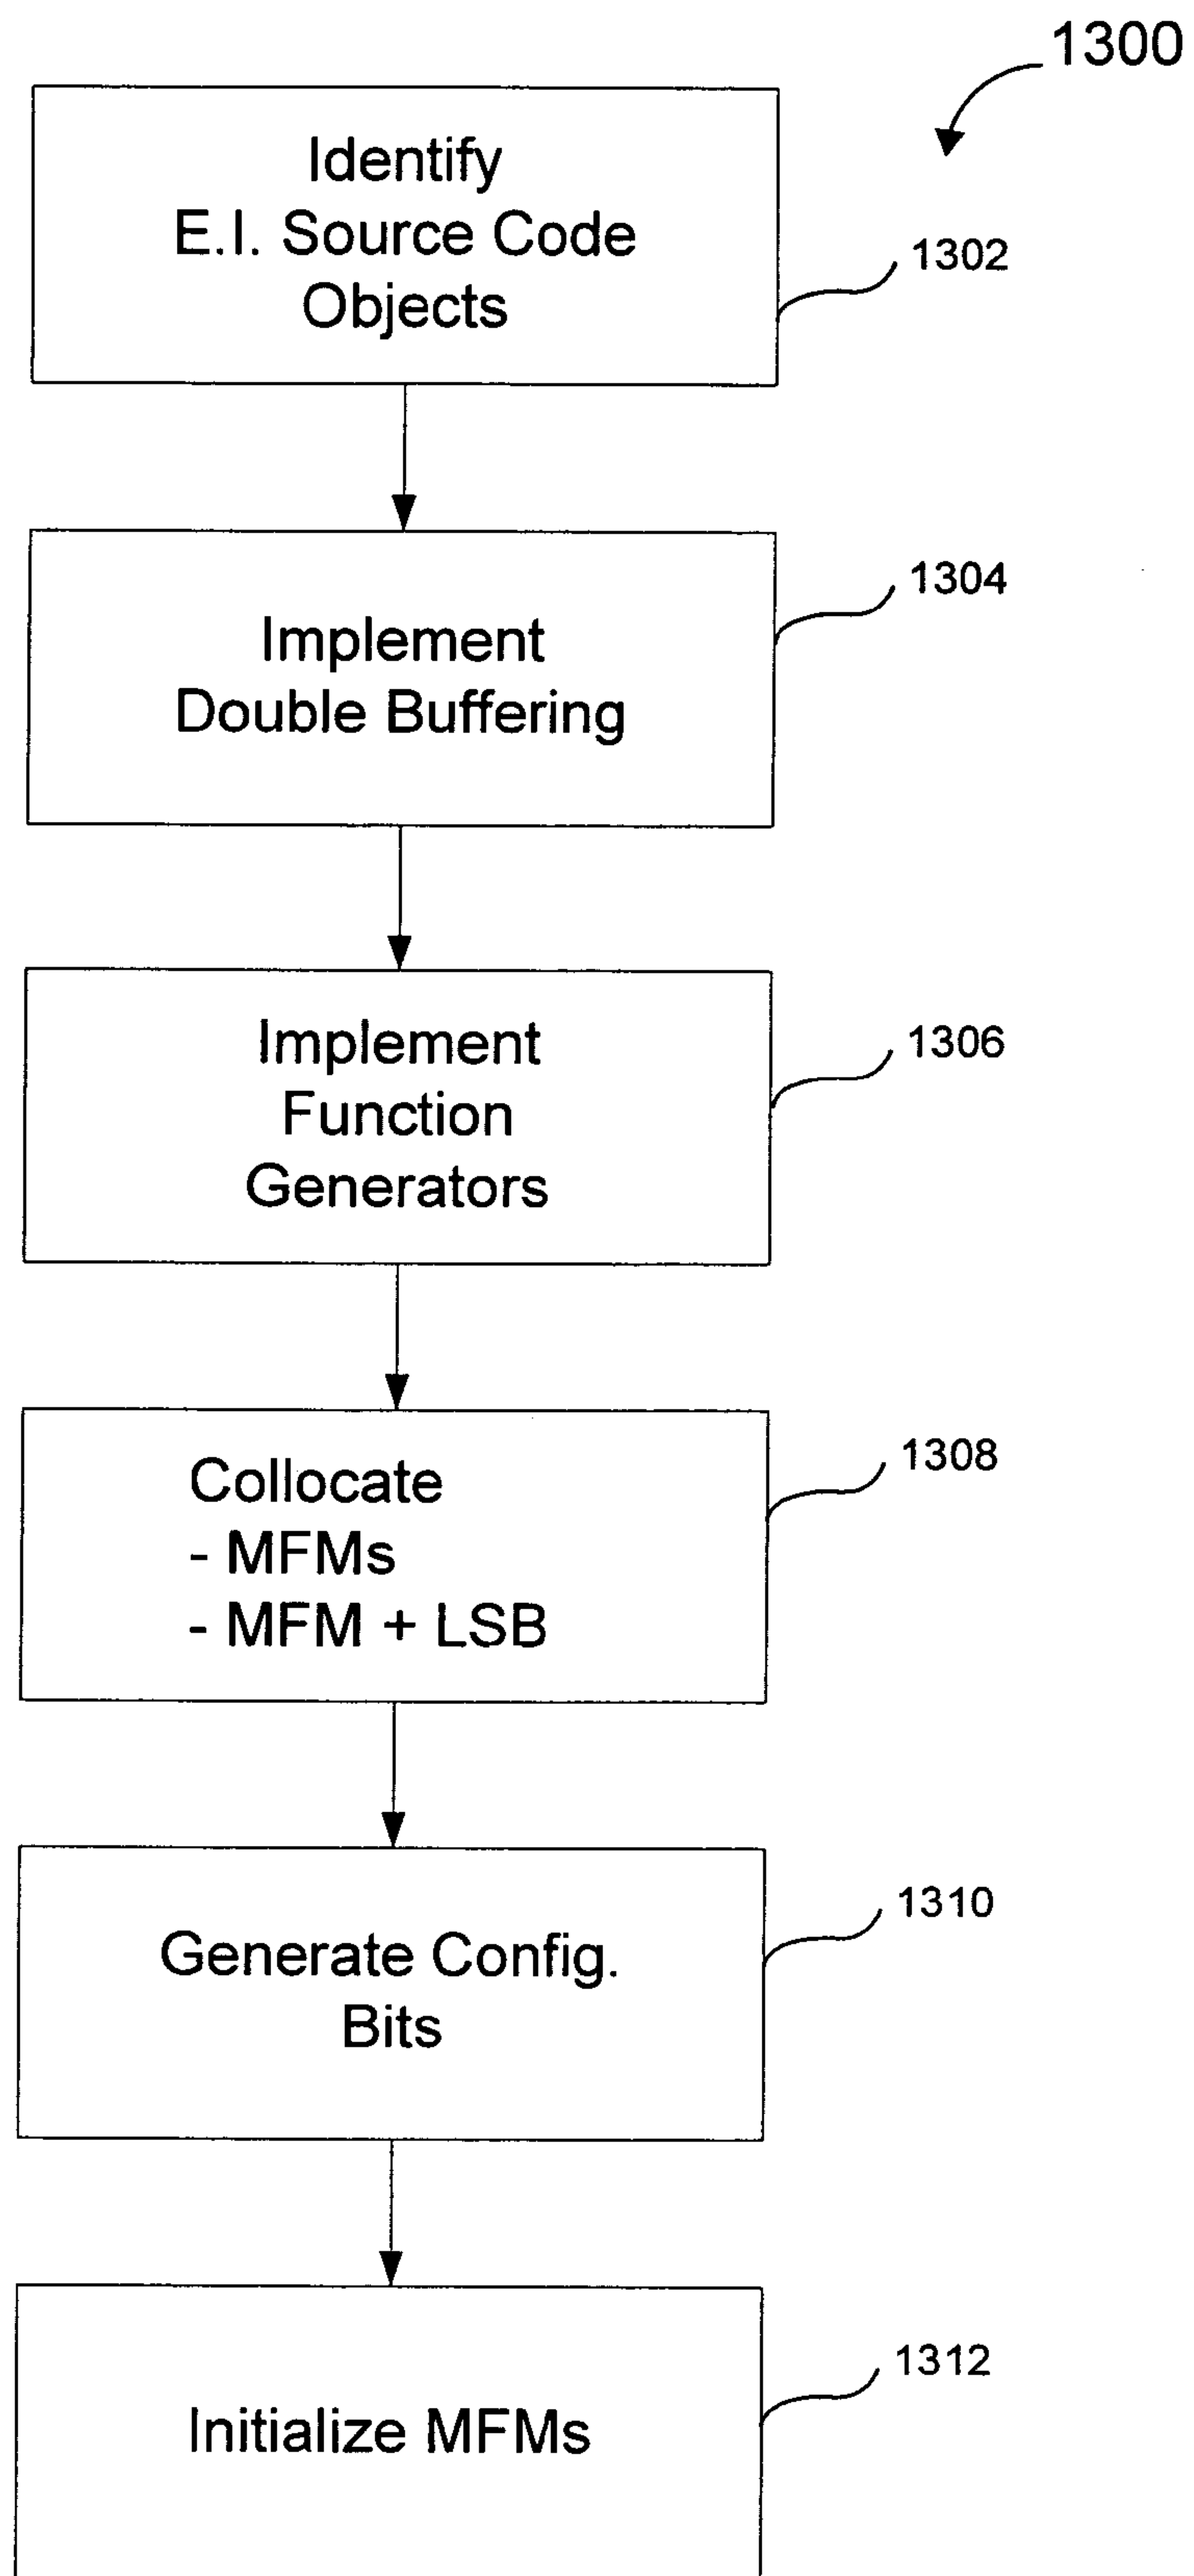 1300
Identify
E.I. Source Code
Objects
1302
Implement
Double Buffering
1304
Implement
Function
Generators
1306
Collocate
- MFMs
- MFM + LSB
1308
Generate Config.
Bits
1310
Initialize MFMs
1312